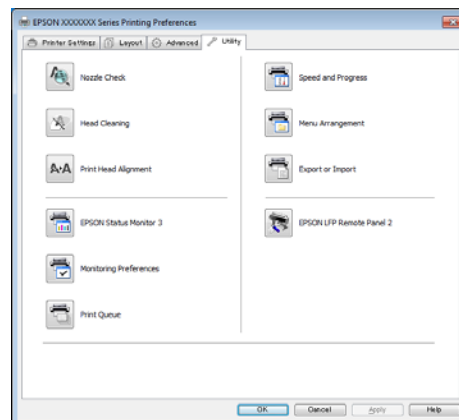 EPSON XXXXXXX Series Printing Preferences
Printer Settings Layout Advanced Utility
Nozzle Check
Head Cleaning
A·A Print Head Alignment
EPSON Status Monitor 3
Monitoring Preferences
Print Queue
Speed and Progress
Menu Arrangement
Export or Import
EPSON LFP Remote Panel 2
OK Cancel Apply Help